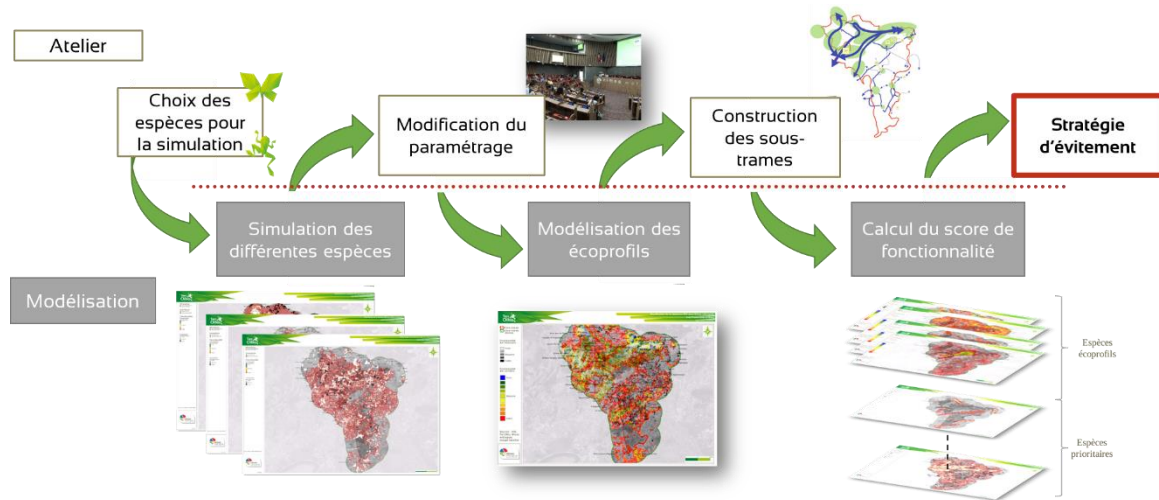 Atelier
Choix des
espèces pour
la simulation
Modification du
paramétrage
Construction
des sous-
trames
Stratégie
d'évitement
Simulation des
différentes espèces
Modélisation des
écoprofils
Calcul du score de
fonctionnalité
Modélisation
Espèces
écoprofils
Espèces
prioritaires